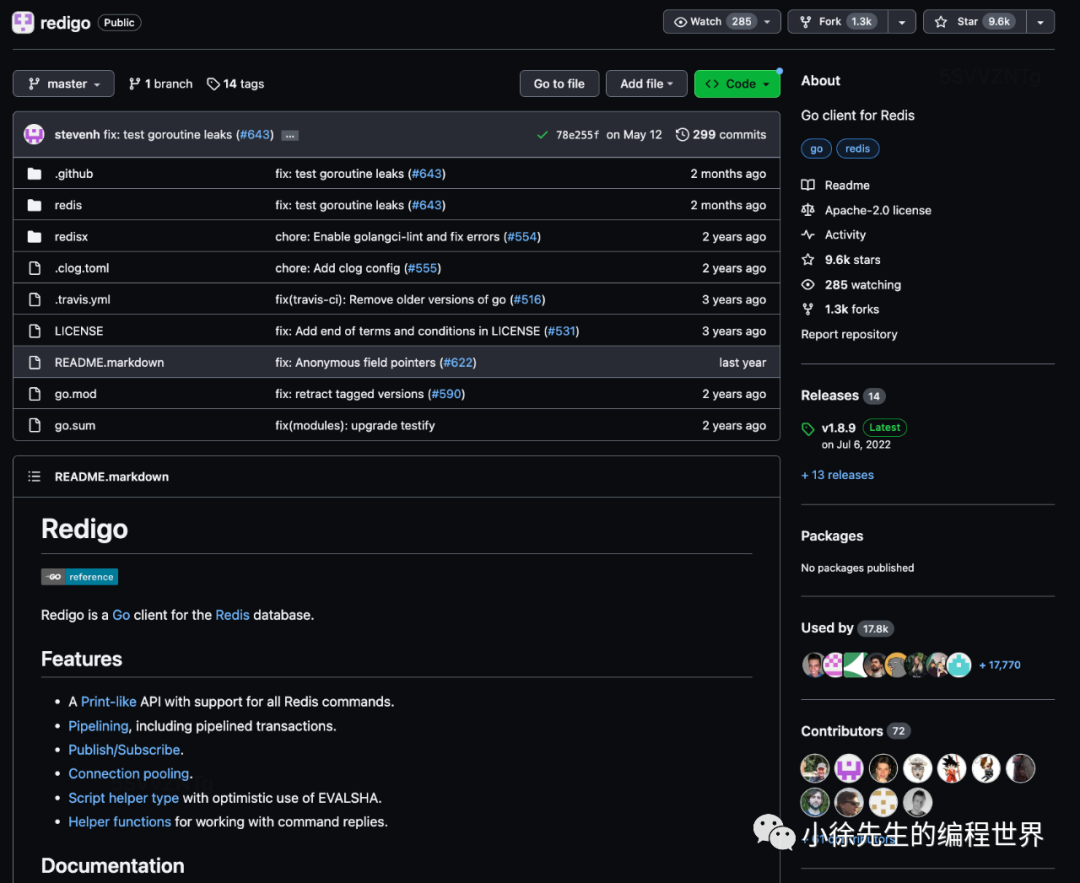 redigo Public Watch 285 Fork 1.3k Star 9.6k
master 1 branch 14 tags Go to file Add file Code
stevenh fix: test goroutine leaks (#643) ... 78e255f on May 12 299 commits
.github fix: test goroutine leaks (#643) 2 months ago
redis fix: test goroutine leaks (#643) 2 months ago
redisx chore: Enable golangci-lint and fix errors (#554) 2 years ago
.clog.toml chore: Add clog config (#555) 2 years ago
.travis.yml fix(travis-ci): Remove older versions of go (#516) 3 years ago
LICENSE fix: Add end of terms and conditions in LICENSE (#531) 3 years ago
README.markdown fix: Anonymous field pointers (#622) last year
go.mod fix: retract tagged versions (#590) 2 years ago
go.sum fix(modules): upgrade testify 2 years ago
README.markdown
Redigo
GO reference
Redigo is a Go client for the Redis database.
Features
• A Print-like API with support for all Redis commands.
• Pipelining, including pipelined transactions.
• Publish/Subscribe.
• Connection pooling.
• Script helper type with optimistic use of EVALSHA.
• Helper functions for working with command replies.
Documentation
About
Go client for Redis
go redis
Readme
Apache-2.0 license
Activity
9.6k stars
285 watching
1.3k forks
Report repository
Releases 14
v1.8.9 Latest
on Jul 6, 2022
+ 13 releases
Packages
No packages published
Used by 17.8k
+ 17,770
Contributors 72
小徐先生的编程世界